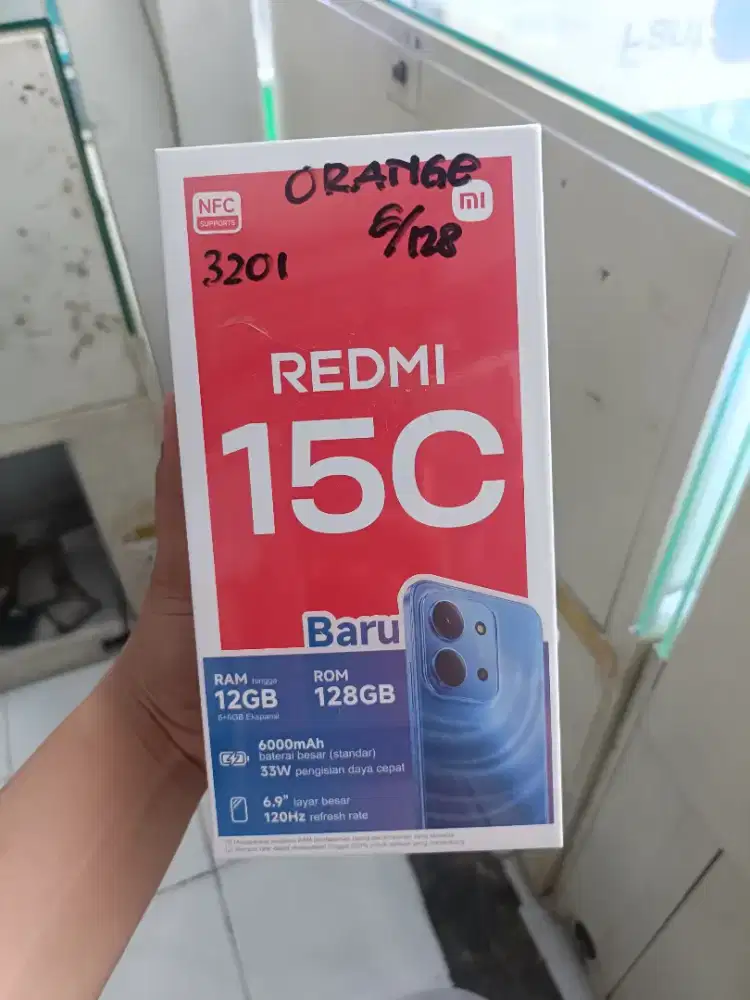 ORANGE
NFC
SUPPORTS
mi
6/128
3201
REDMI
15C
Baru
RAM hingga
12GB
6+6GB Ekspansi
ROM
128GB
6000mAh
baterai besar (standar)
33W pengisian daya cepat
6.9" layar besar
120Hz refresh rate